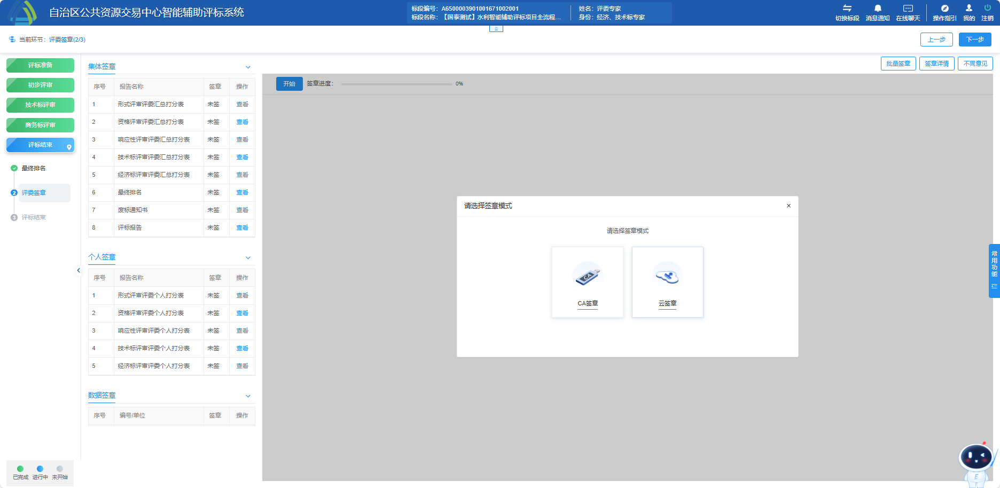 自治区公共资源交易中心智能辅助评标系统
标段编号：A6500003901001671002001
标段名称：【国泰测试】水利智能辅助评标项目全流程...
姓名：评委专家
身份：经济、技术标专家
切换标段
消息通知
在线聊天
操作指引
我的
注销
当前环节：评委签章(2/3)
上一步
下一步
评标准备
初步评审
技术标评审
商务标评审
评标结束
最终排名
2 评委签章
3 评标结束
已完成 进行中 未开始
集体签章
序号 报告名称 签章 操作
1 形式评审评委汇总打分表 未签 查看
2 资格评审评委汇总打分表 未签 查看
3 响应性评审评委汇总打分表 未签 查看
4 技术标评审评委汇总打分表 未签 查看
5 经济标评审评委汇总打分表 未签 查看
6 最终排名 未签 查看
7 废标通知书 未签 查看
8 评标报告 未签 查看
个人签章
序号 报告名称 签章 操作
1 形式评审评委个人打分表 未签 查看
2 资格评审评委个人打分表 未签 查看
3 响应性评审评委个人打分表 未签 查看
4 技术标评审评委个人打分表 未签 查看
5 经济标评审评委个人打分表 未签 查看
数据签章
序号 编号/单位 签章 操作
批量签章
签章详情
不同意见
开始 签章进度： 0%
请选择签章模式 ×
请选择签章模式
CA
CA签章
云签章
常用功能
E